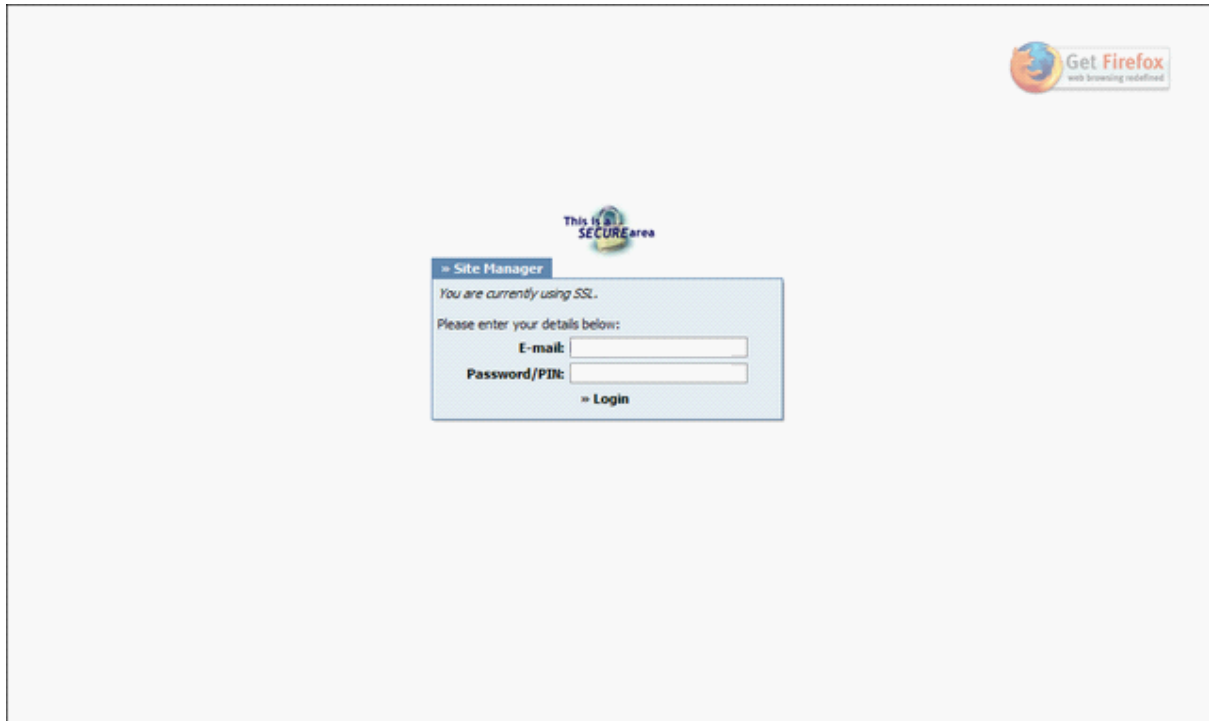 Get Firefox
web browsing redefined
This is a
SECURE area
» Site Manager
You are currently using SSL.
Please enter your details below:
E-mail:
Password/PIN:
» Login